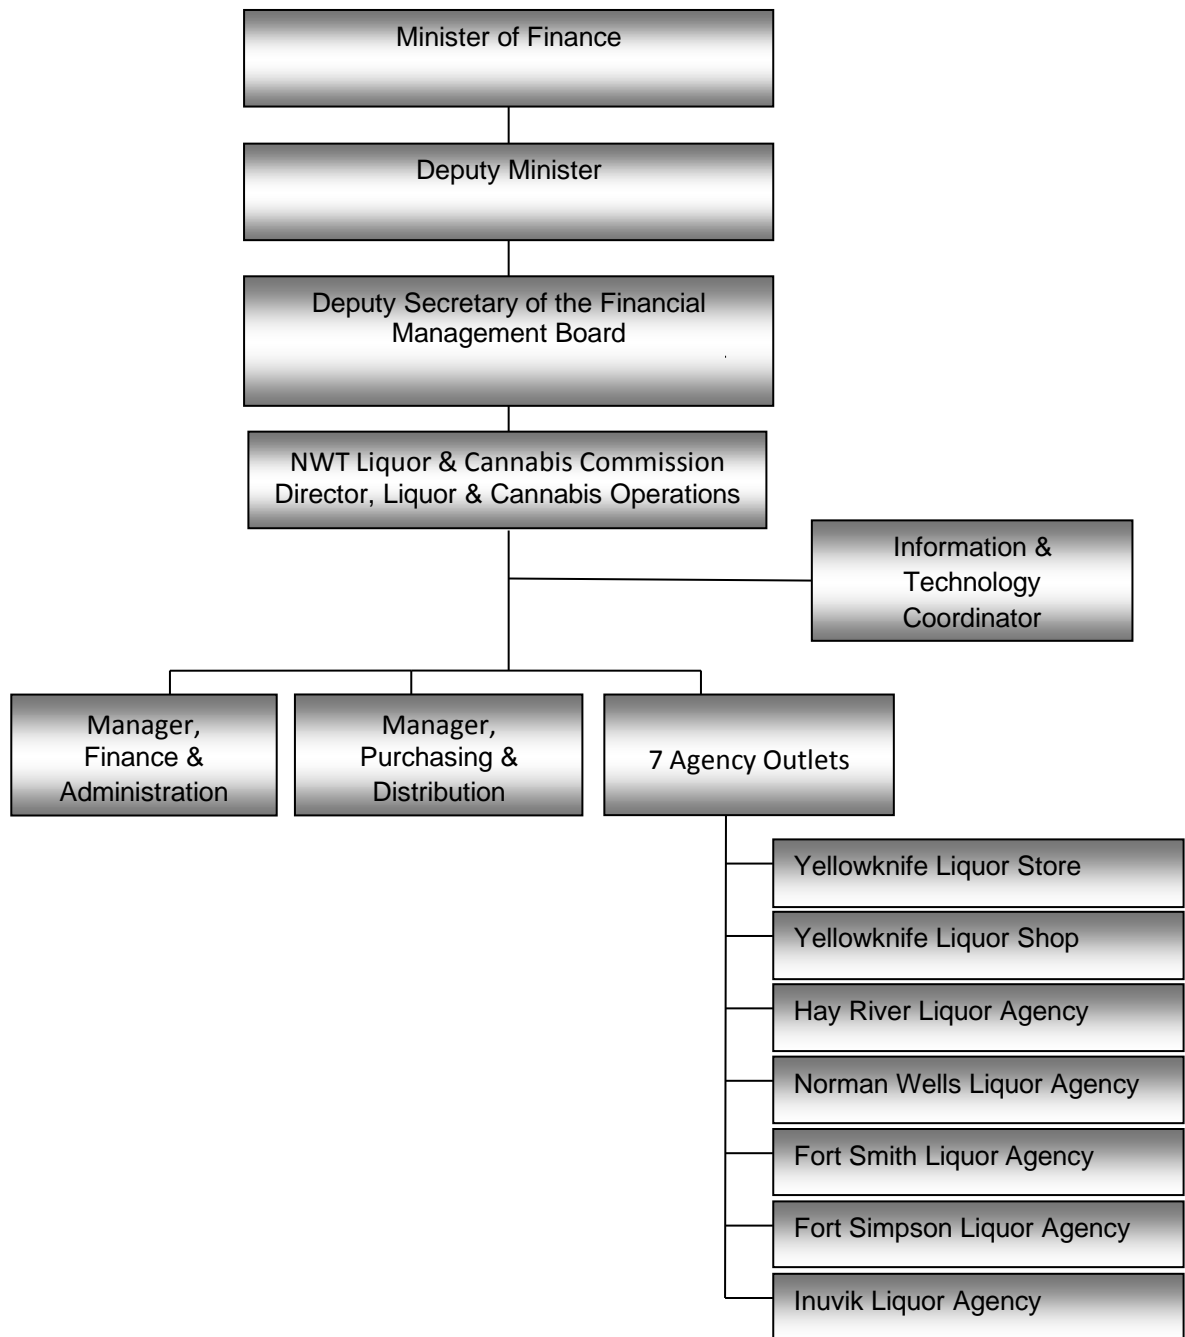 Minister of Finance
Deputy Minister
Deputy Secretary of the Financial
Management Board
NWT Liquor & Cannabis Commission
Director, Liquor & Cannabis Operations
Information &
Technology
Coordinator
Manager,
Finance &
Administration
Manager,
Purchasing &
Distribution
7 Agency Outlets
Yellowknife Liquor Store
Yellowknife Liquor Shop
Hay River Liquor Agency
Norman Wells Liquor Agency
Fort Smith Liquor Agency
Fort Simpson Liquor Agency
Inuvik Liquor Agency